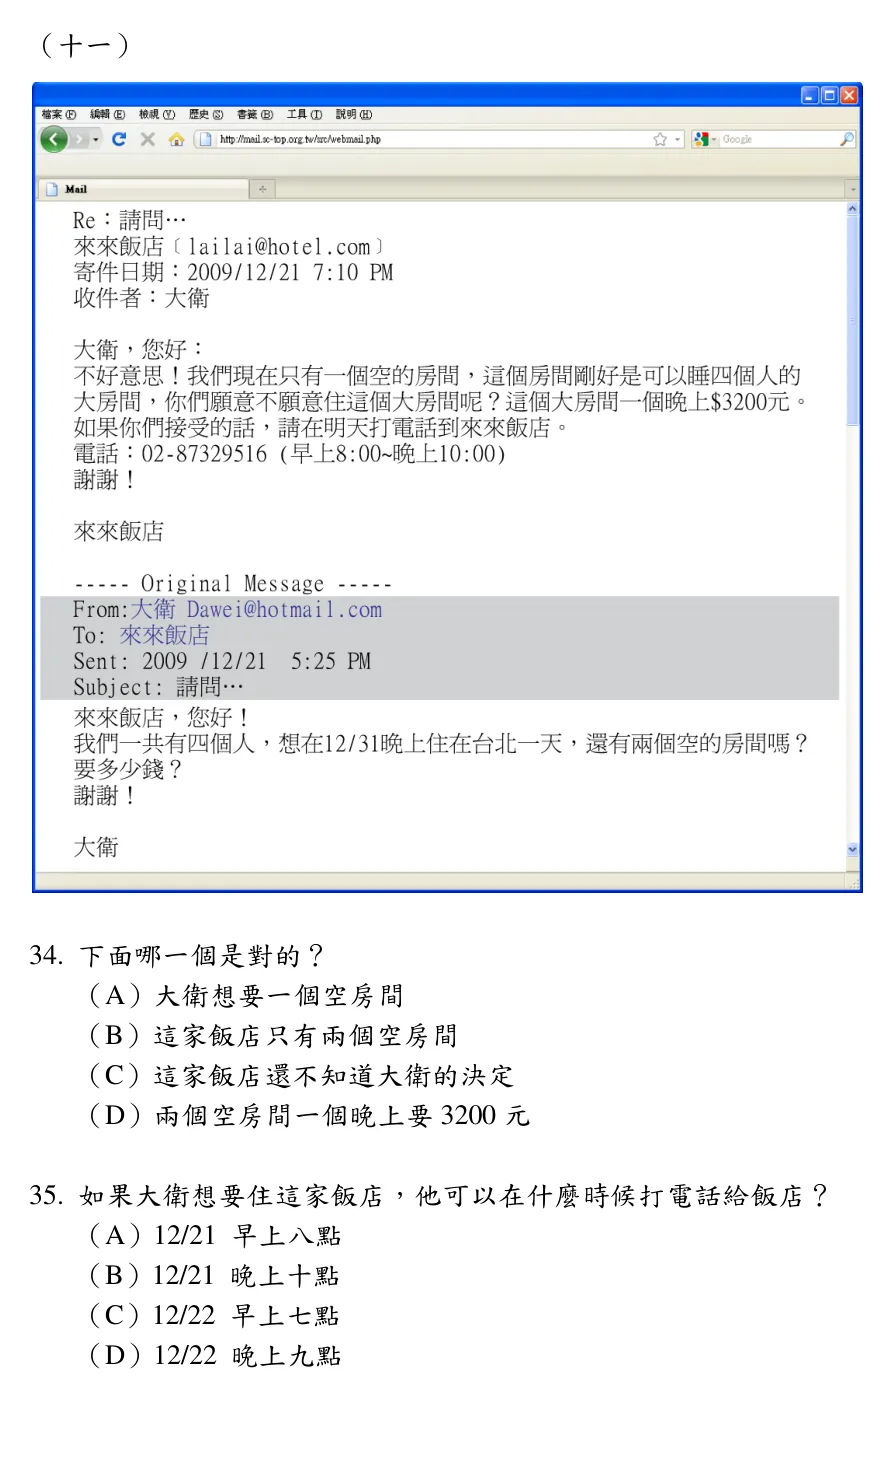 （十一）
檔案(F) 編輯(E) 檢視(V) 歷史(S) 書籤(B) 工具(T) 說明(H)
http://mail.sc-top.org.tw/src/webmail.php
Google
Mail
Re：請問…
來來飯店﹝lailai@hotel.com﹞
寄件日期：2009/12/21 7:10 PM
收件者：大衛
大衛，您好：
不好意思！我們現在只有一個空的房間，這個房間剛好是可以睡四個人的
大房間，你們願意不願意住這個大房間呢？這個大房間一個晚上$3200元。
如果你們接受的話，請在明天打電話到來來飯店。
電話：02-87329516 (早上8:00~晚上10:00)
謝謝！
來來飯店
----- Original Message -----
From:大衛 Dawei@hotmail.com
To: 來來飯店
Sent: 2009 /12/21 5:25 PM
Subject: 請問…
來來飯店，您好！
我們一共有四個人，想在12/31晚上住在台北一天，還有兩個空的房間嗎？
要多少錢？
謝謝！
大衛
34. 下面哪一個是對的？
（A）大衛想要一個空房間
（B）這家飯店只有兩個空房間
（C）這家飯店還不知道大衛的決定
（D）兩個空房間一個晚上要 3200 元
35. 如果大衛想要住這家飯店，他可以在什麼時候打電話給飯店？
（A）12/21 早上八點
（B）12/21 晚上十點
（C）12/22 早上七點
（D）12/22 晚上九點